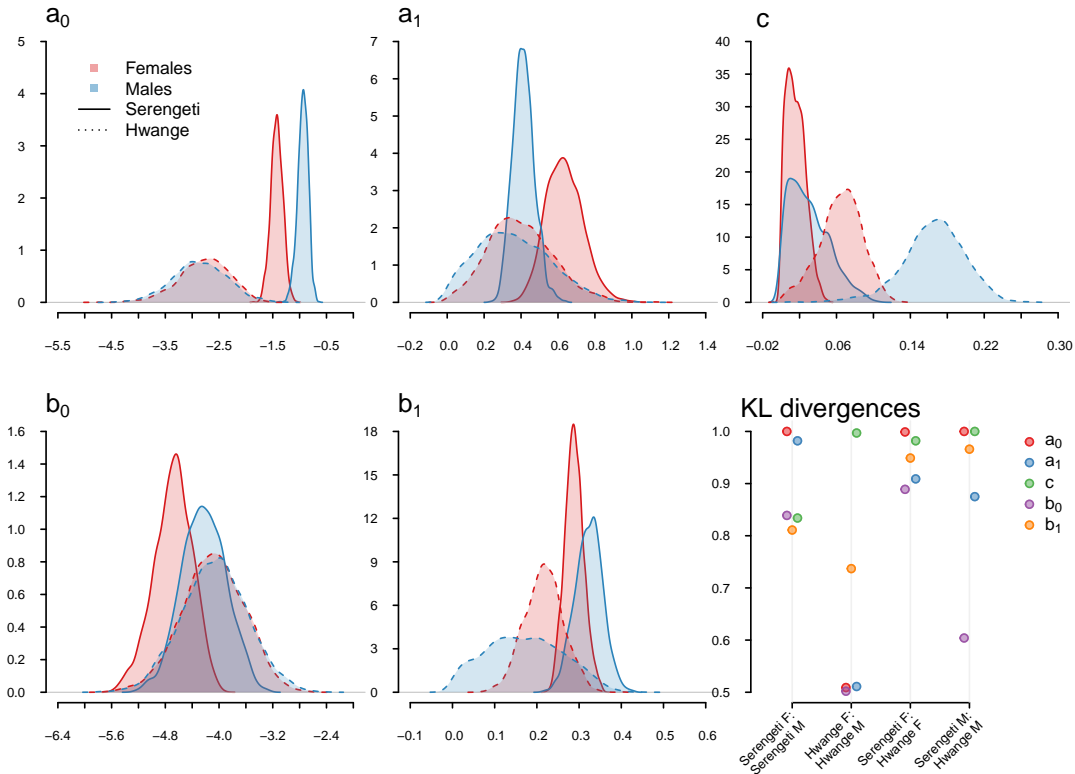 a0
5
4
3
2
1
0
−5.5 −4.5 −3.5 −2.5 −1.5 −0.5
Females
Males
Serengeti
Hwange
a1
7
6
5
4
3
2
1
0
−0.2 0.0 0.2 0.4 0.6 0.8 1.0 1.2 1.4
c
40
35
30
25
20
15
10
5
0
−0.02 0.06 0.14 0.22 0.30
b0
1.6
1.4
1.2
1.0
0.8
0.6
0.4
0.2
0.0
−6.4 −5.6 −4.8 −4.0 −3.2 −2.4
b1
18
15
12
9
6
3
0
−0.1 0.0 0.1 0.2 0.3 0.4 0.5 0.6
KL divergences
1.0
0.9
0.8
0.7
0.6
0.5
Serengeti F:
Serengeti M
Hwange F:
Hwange M
Serengeti F:
Hwange F
Serengeti M:
Hwange M
a0
a1
c
b0
b1